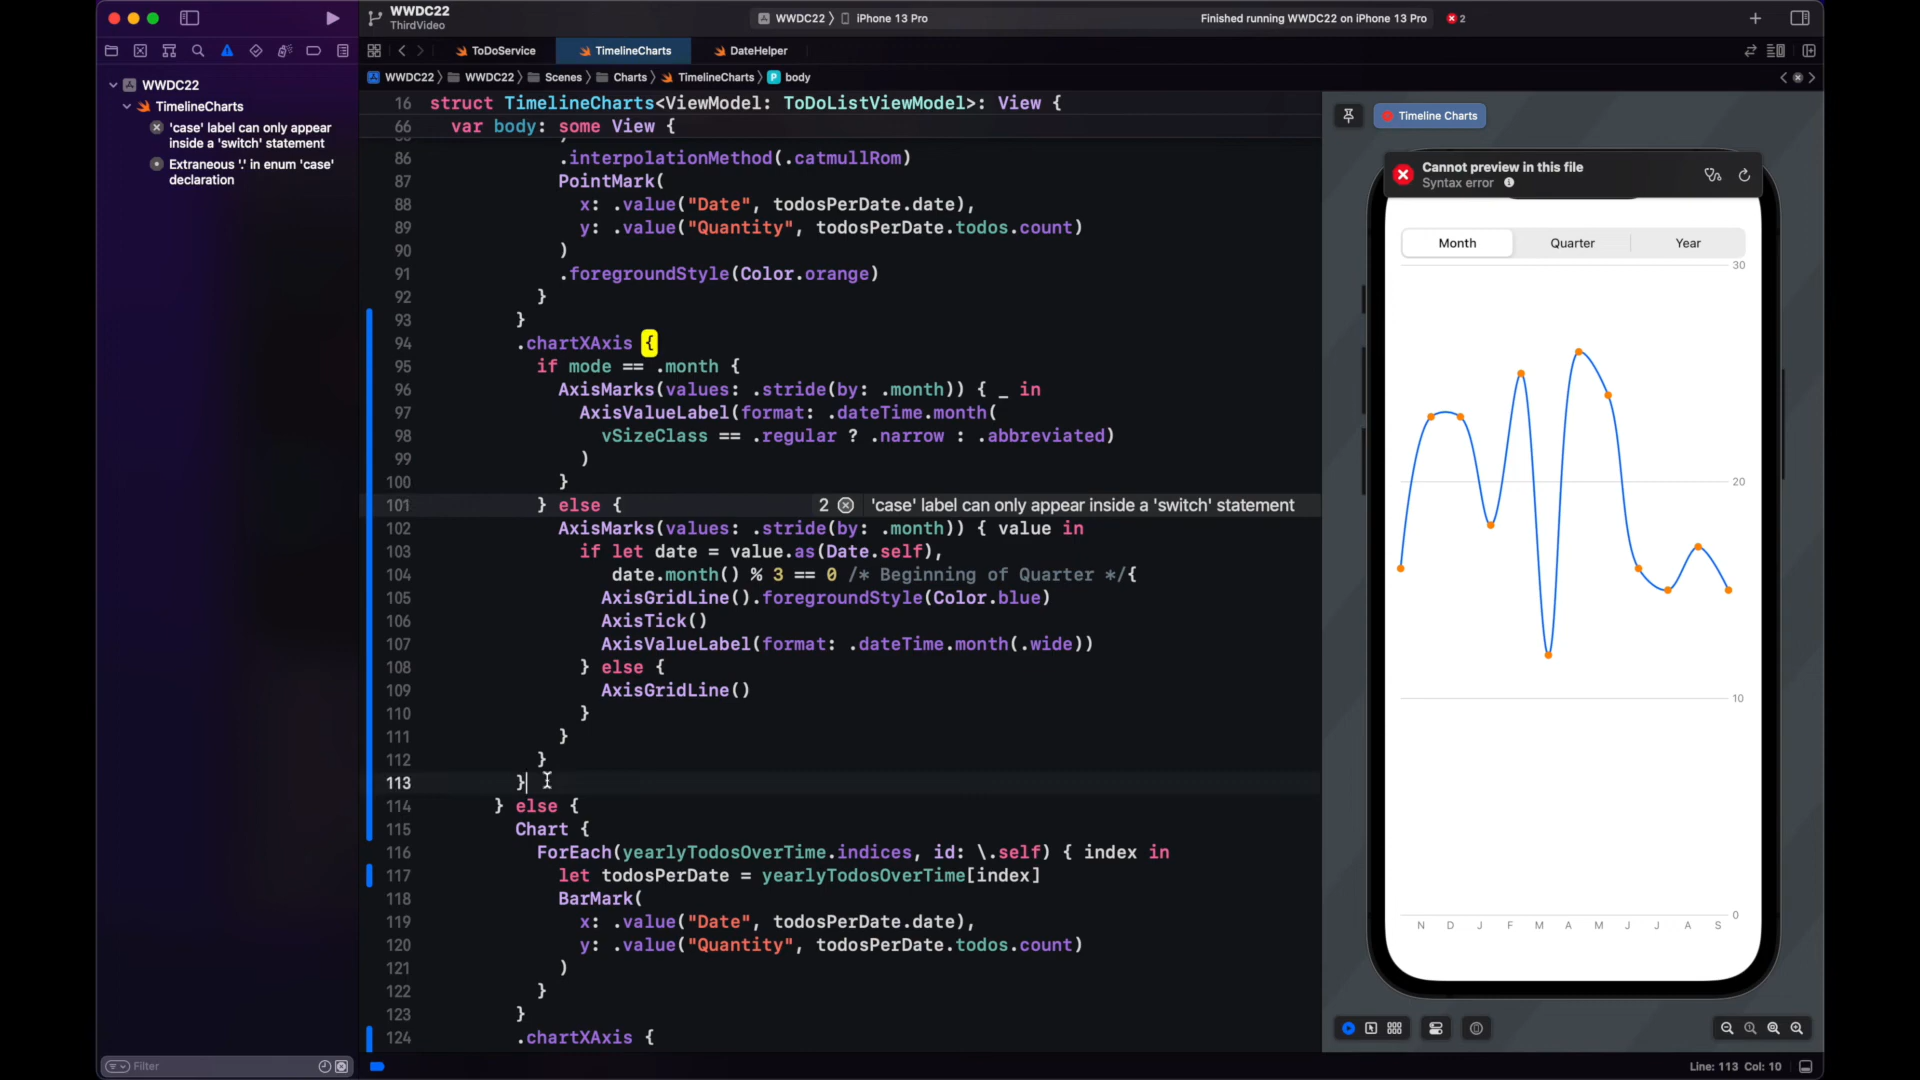 WWDC22
ThirdVideo
WWDC22 〉 iPhone 13 Pro
Finished running WWDC22 on iPhone 13 Pro
2
ToDoService
TimelineCharts
DateHelper
WWDC22 〉 WWDC22 〉 Scenes 〉 Charts 〉 TimelineCharts 〉 P body
WWDC22
TimelineCharts
'case' label can only appear
inside a 'switch' statement
Extraneous '.' in enum 'case'
declaration
Filter
16 struct TimelineCharts<ViewModel: ToDoListViewModel>: View {
66 var body: some View {
86 .interpolationMethod(.catmullRom)
87 PointMark(
88 x: .value("Date", todosPerDate.date),
89 y: .value("Quantity", todosPerDate.todos.count)
90 )
91 .foregroundStyle(Color.orange)
92 }
93 }
94 .chartXAxis {
95 if mode == .month {
96 AxisMarks(values: .stride(by: .month)) { _ in
97 AxisValueLabel(format: .dateTime.month(
98 vSizeClass == .regular ? .narrow : .abbreviated)
99 )
100 }
101 } else { 2 'case' label can only appear inside a 'switch' statement
102 AxisMarks(values: .stride(by: .month)) { value in
103 if let date = value.as(Date.self),
104 date.month() % 3 == 0 /* Beginning of Quarter */{
105 AxisGridLine().foregroundStyle(Color.blue)
106 AxisTick()
107 AxisValueLabel(format: .dateTime.month(.wide))
108 } else {
109 AxisGridLine()
110 }
111 }
112 }
113 }
114 } else {
115 Chart {
116 ForEach(yearlyTodosOverTime.indices, id: \.self) { index in
117 let todosPerDate = yearlyTodosOverTime[index]
118 BarMark(
119 x: .value("Date", todosPerDate.date),
120 y: .value("Quantity", todosPerDate.todos.count)
121 )
122 }
123 }
124 .chartXAxis {
Timeline Charts
Cannot preview in this file
Syntax error
Month Quarter Year
30
20
10
0
N D J F M A M J J A S
Line: 113 Col: 10